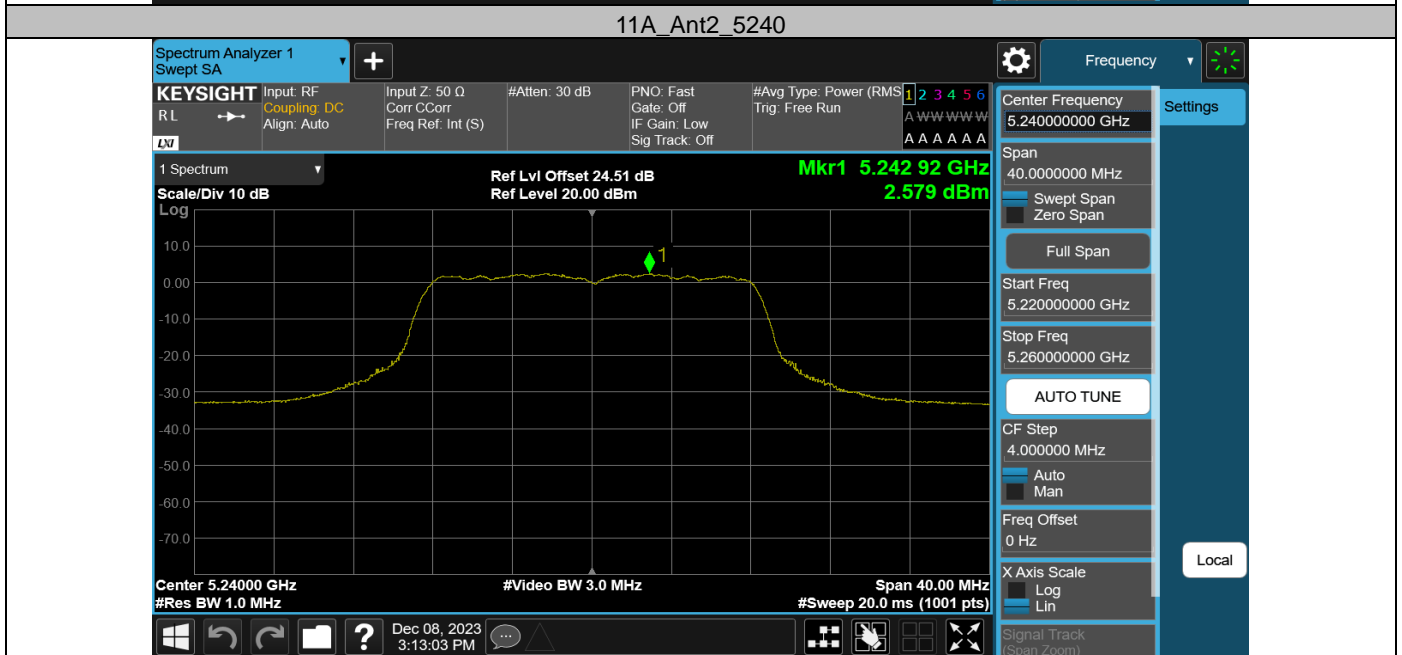 11A_Ant2_5240
Spectrum Analyzer 1
Swept SA
Frequency
KEYSIGHT
RL
LXI
Input: RF
Coupling: DC
Align: Auto
Input Z: 50 Ω
Corr CCorr
Freq Ref: Int (S)
#Atten: 30 dB
PNO: Fast
Gate: Off
IF Gain: Low
Sig Track: Off
#Avg Type: Power (RMS
Trig: Free Run
1 2 3 4 5 6
A W W W W W
A A A A A A
1 Spectrum
Scale/Div 10 dB
Ref Lvl Offset 24.51 dB
Ref Level 20.00 dBm
Mkr1 5.242 92 GHz
2.579 dBm
Log
10.0
0.00
-10.0
-20.0
-30.0
-40.0
-50.0
-60.0
-70.0
1
Center 5.24000 GHz
#Res BW 1.0 MHz
#Video BW 3.0 MHz
Span 40.00 MHz
#Sweep 20.0 ms (1001 pts)
Dec 08, 2023
3:13:03 PM
Center Frequency
5.240000000 GHz
Settings
Span
40.0000000 MHz
Swept Span
Zero Span
Full Span
Start Freq
5.220000000 GHz
Stop Freq
5.260000000 GHz
AUTO TUNE
CF Step
4.000000 MHz
Auto
Man
Freq Offset
0 Hz
X Axis Scale
Log
Lin
Local
Signal Track
(Span Zoom)